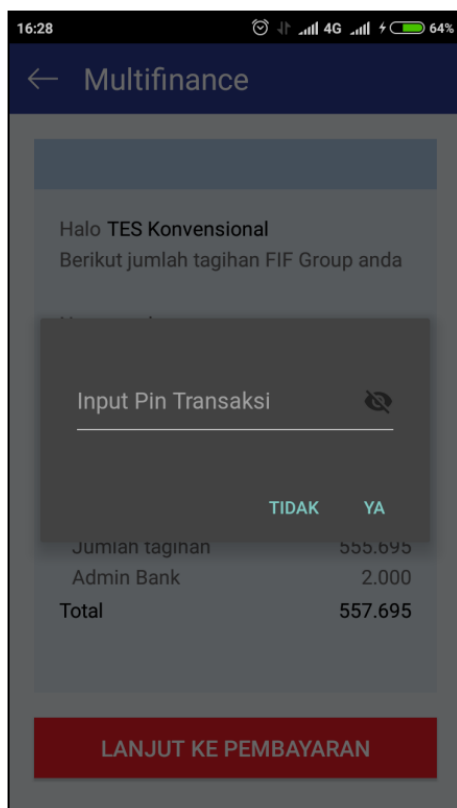 16:28 4G 64%
Multifinance
Halo TES Konvensional
Berikut jumlah tagihan FIF Group anda
Input Pin Transaksi
TIDAK YA
Jumlah tagihan 555.695
Admin Bank 2.000
Total 557.695
LANJUT KE PEMBAYARAN